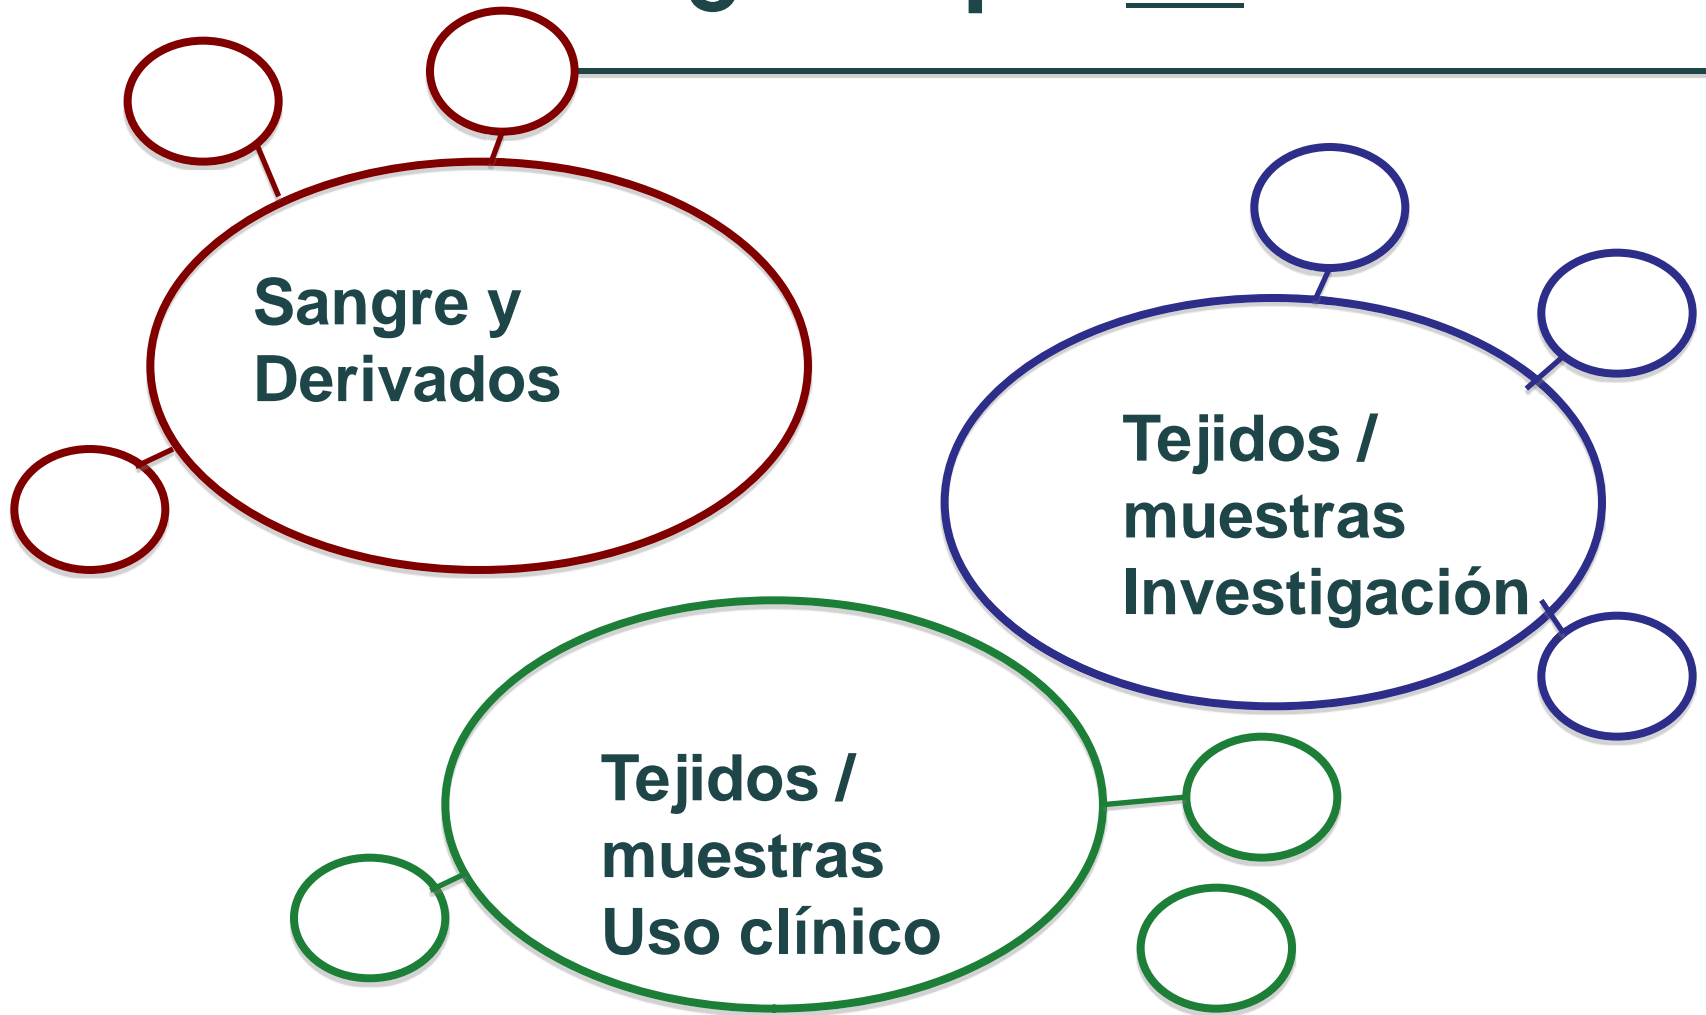 Sangre y
Derivados
Tejidos /
muestras
Investigación
Tejidos /
muestras
Uso clínico